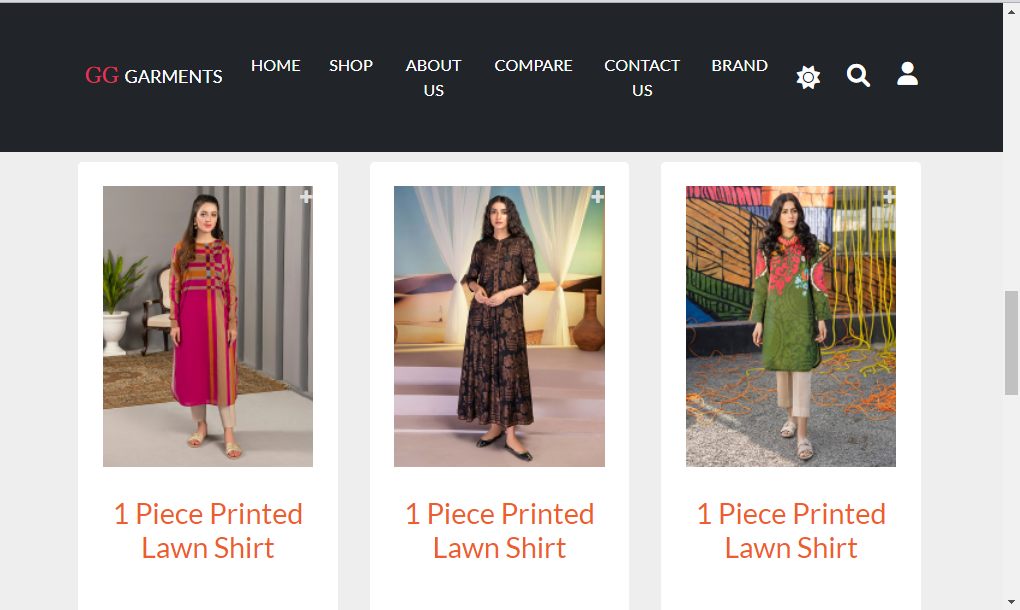 GG GARMENTS
HOME
SHOP
ABOUT
US
COMPARE
CONTACT
US
BRAND
1 Piece Printed
Lawn Shirt
1 Piece Printed
Lawn Shirt
1 Piece Printed
Lawn Shirt